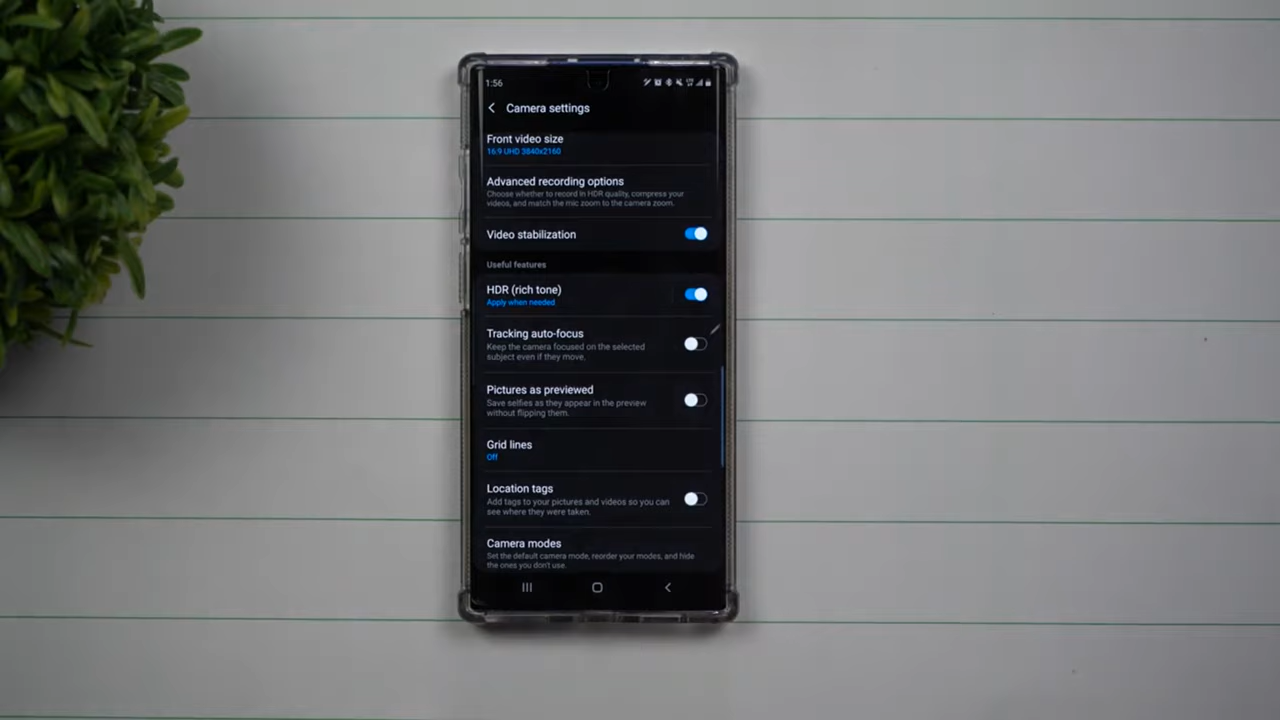 1:56
Camera settings
Front video size
16:9 UHD 3840x2160
Advanced recording options
Choose whether to record in HDR quality, compress your
videos, and match the mic zoom to the camera zoom.
Video stabilization
Useful features
HDR (rich tone)
Apply when needed
Tracking auto-focus
Keep the camera focused on the selected
subject even if they move.
Pictures as previewed
Save selfies as they appear in the preview
without flipping them.
Grid lines
Off
Location tags
Add tags to your pictures and videos so you can
see where they were taken.
Camera modes
Set the default camera mode, reorder your modes, and hide
the ones you don't use.